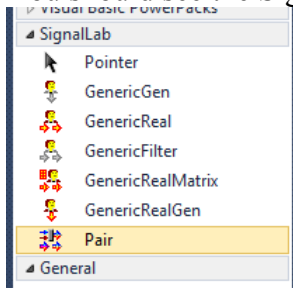 Visual Basic PowerPacks
SignalLab
Pointer
GenericGen
GenericReal
GenericFilter
GenericRealMatrix
GenericRealGen
Pair
General